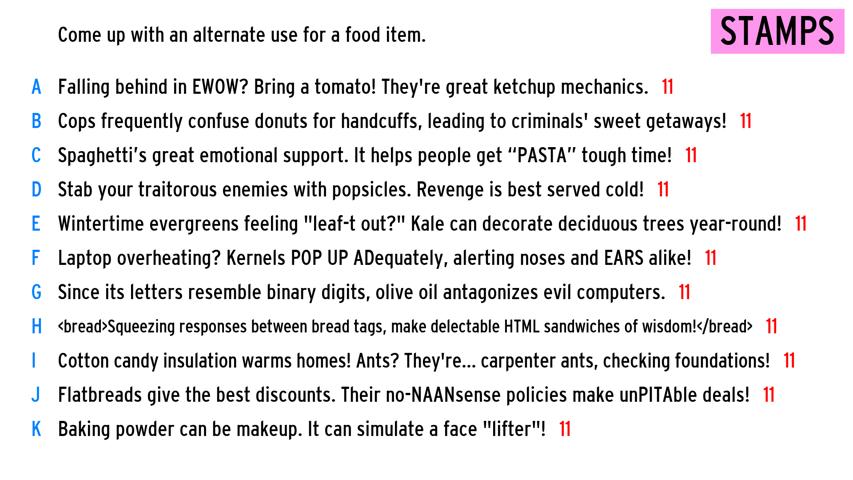 Come up with an alternate use for a food item.
STAMPS
A Falling behind in EWOW? Bring a tomato! They're great ketchup mechanics. 11
B Cops frequently confuse donuts for handcuffs, leading to criminals' sweet getaways! 11
C Spaghetti’s great emotional support. It helps people get “PASTA” tough time! 11
D Stab your traitorous enemies with popsicles. Revenge is best served cold! 11
E Wintertime evergreens feeling "leaf-t out?" Kale can decorate deciduous trees year-round! 11
F Laptop overheating? Kernels POP UP ADequately, alerting noses and EARS alike! 11
G Since its letters resemble binary digits, olive oil antagonizes evil computers. 11
H <bread>Squeezing responses between bread tags, make delectable HTML sandwiches of wisdom!</bread> 11
I Cotton candy insulation warms homes! Ants? They're... carpenter ants, checking foundations! 11
J Flatbreads give the best discounts. Their no-NAANsense policies make unPITAble deals! 11
K Baking powder can be makeup. It can simulate a face "lifter"! 11